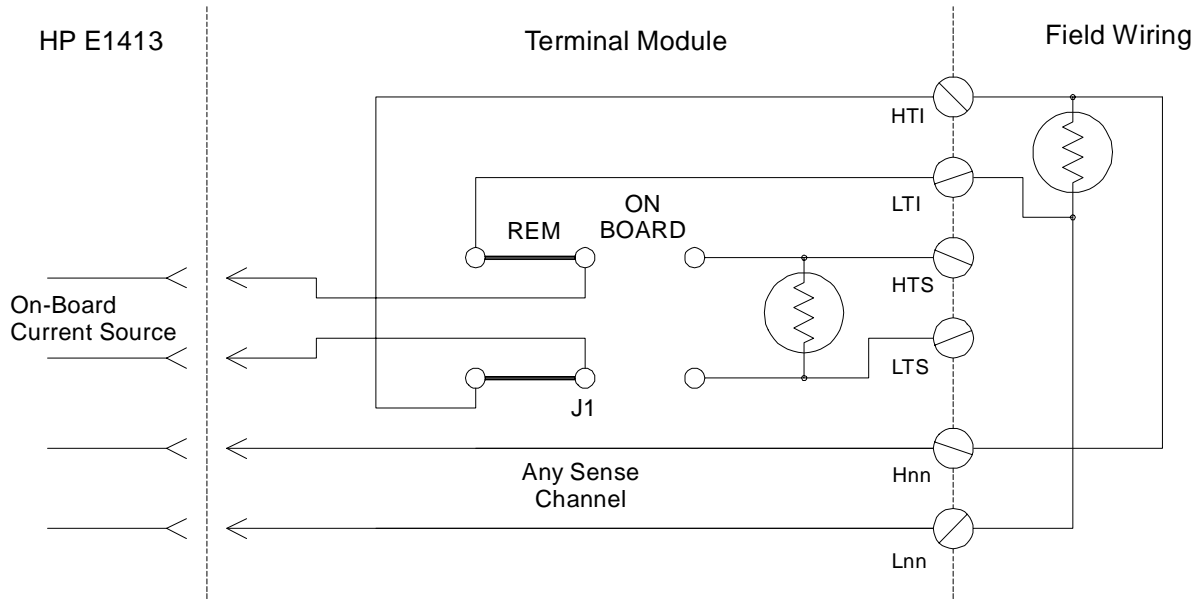 HP E1413
Terminal Module
Field Wiring
HTI
LTI
ON
BOARD
REM
HTS
On-Board
Current Source
LTS
J1
Hnn
Any Sense
Channel
Lnn